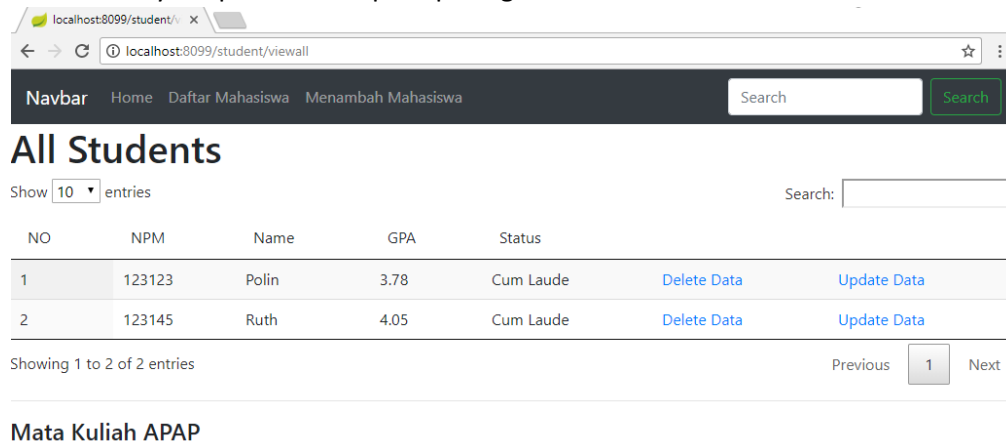 localhost:8099/student/v
localhost:8099/student/viewall
Navbar Home Daftar Mahasiswa Menambah Mahasiswa Search Search
All Students
Show 10 entries Search:
NO NPM Name GPA Status
1 123123 Polin 3.78 Cum Laude Delete Data Update Data
2 123145 Ruth 4.05 Cum Laude Delete Data Update Data
Showing 1 to 2 of 2 entries Previous 1 Next
Mata Kuliah APAP